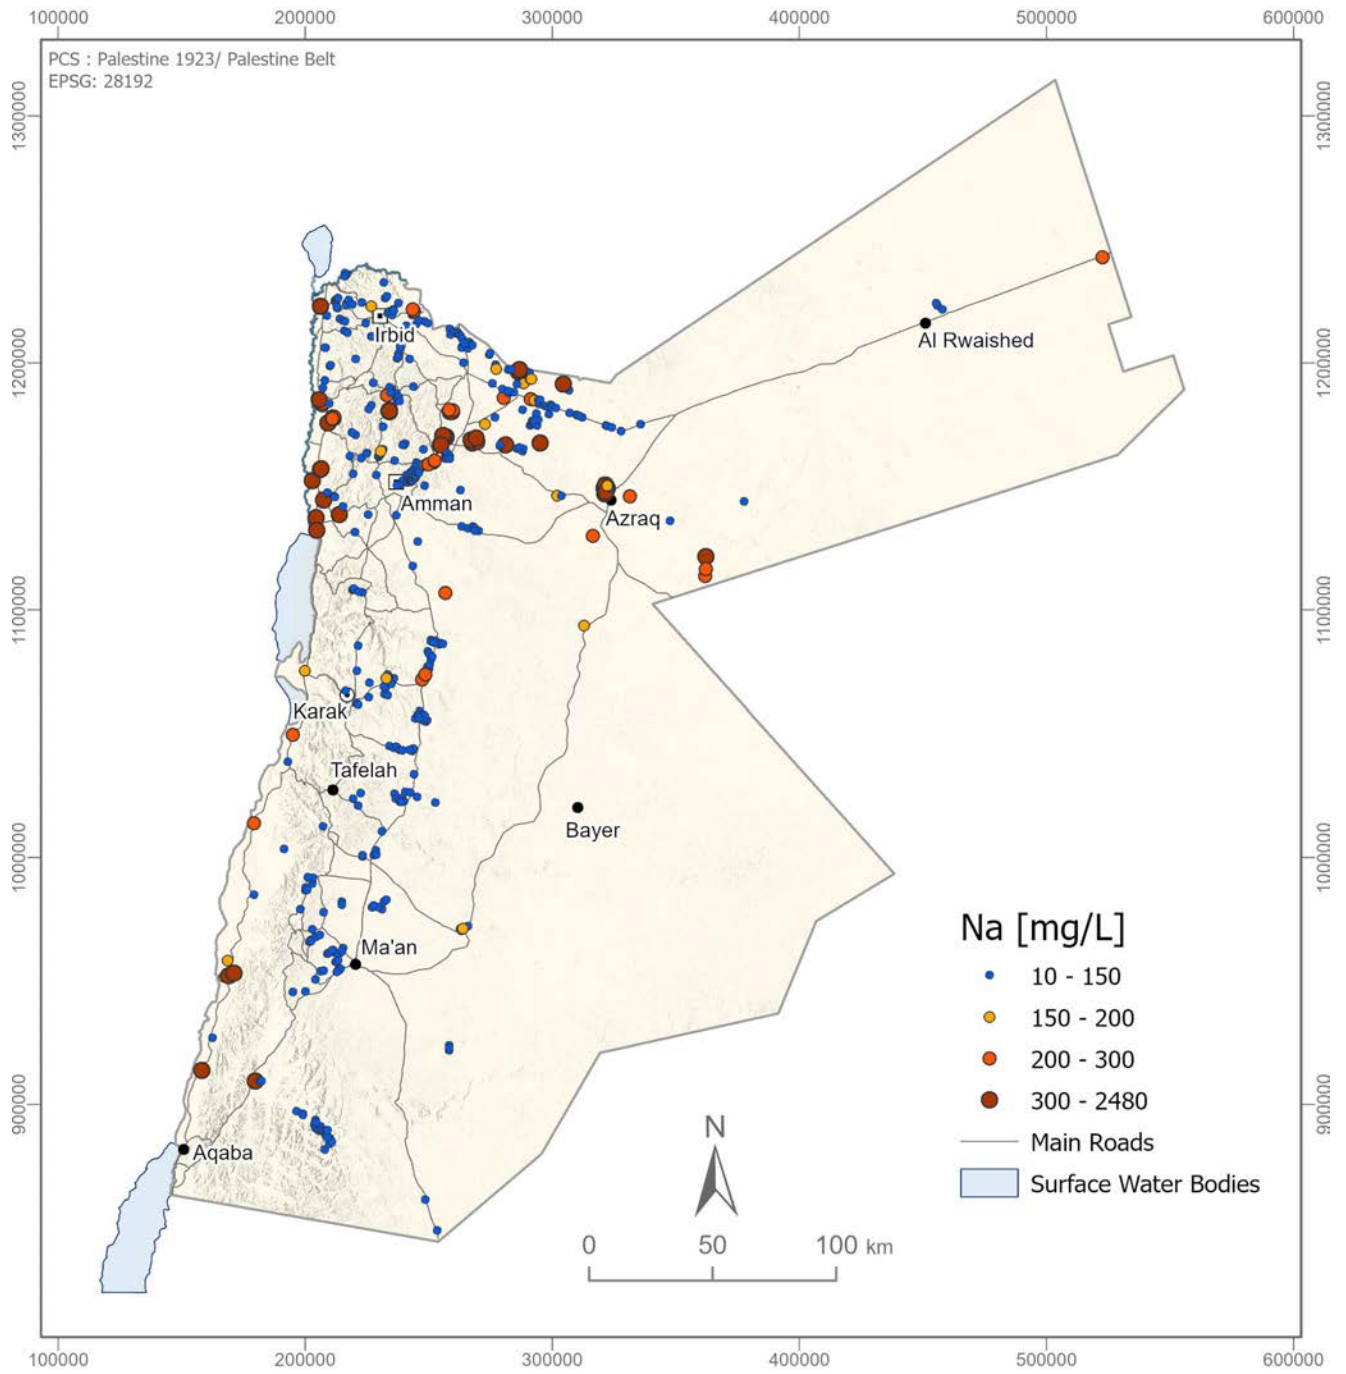 100000 200000 300000 400000 500000 600000
PCS : Palestine 1923/ Palestine Belt
EPSG: 28192
1300000 1300000
1200000 1200000
1100000 1100000
1000000 1000000
900000 900000
Irbid
Al Rwaished
Amman
Azraq
Karak
Tafelah
Bayer
Ma'an
Aqaba
Na [mg/L]
10 - 150
150 - 200
200 - 300
300 - 2480
Main Roads
Surface Water Bodies
N
0 50 100 km
100000 200000 300000 400000 500000 600000